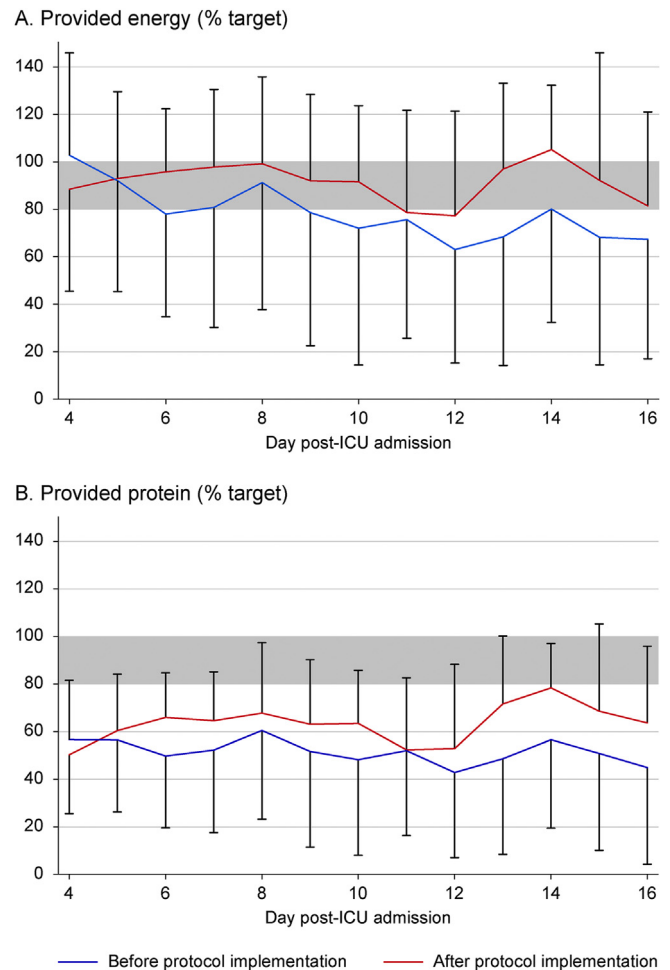 A. Provided energy (% target)
140
120
100
80
60
40
20
0
4 6 8 10 12 14 16
Day post-ICU admission
B. Provided protein (% target)
140
120
100
80
60
40
20
0
4 6 8 10 12 14 16
Day post-ICU admission
Before protocol implementation After protocol implementation